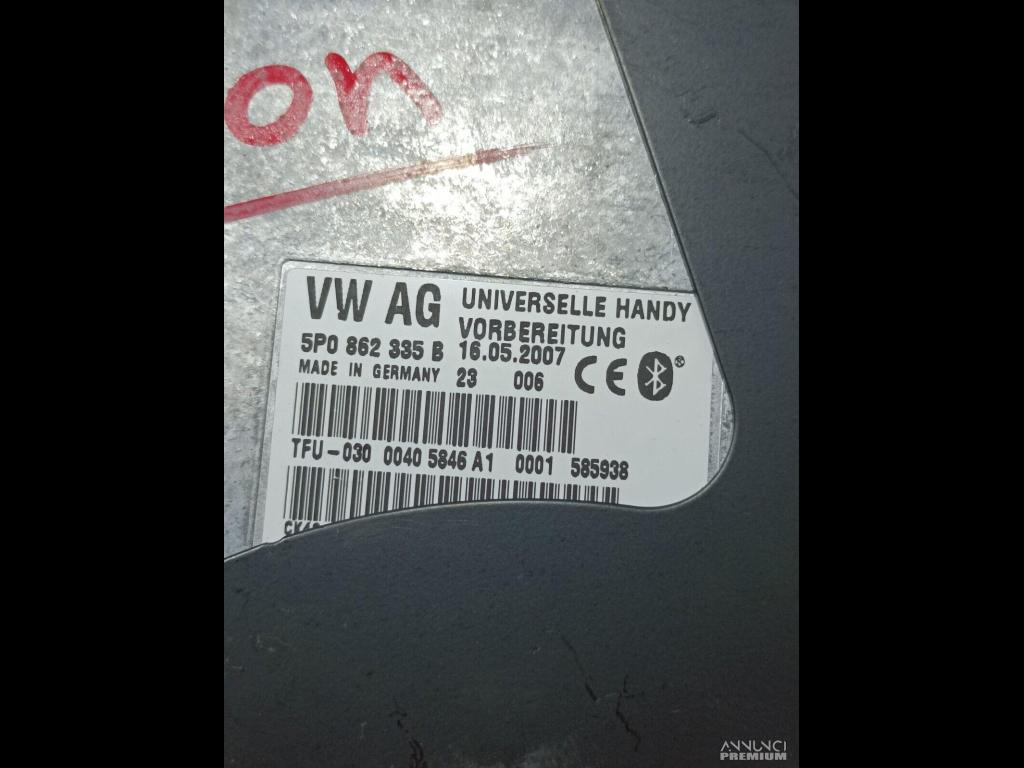 on
VW AG UNIVERSELLE HANDY
VORBEREITUNG
5P0 862 335 B 16.05.2007
MADE IN GERMANY 23 006 CE
TFU-030 0040 5846 A1 0001 585938
ANNUNCI
PREMIUM